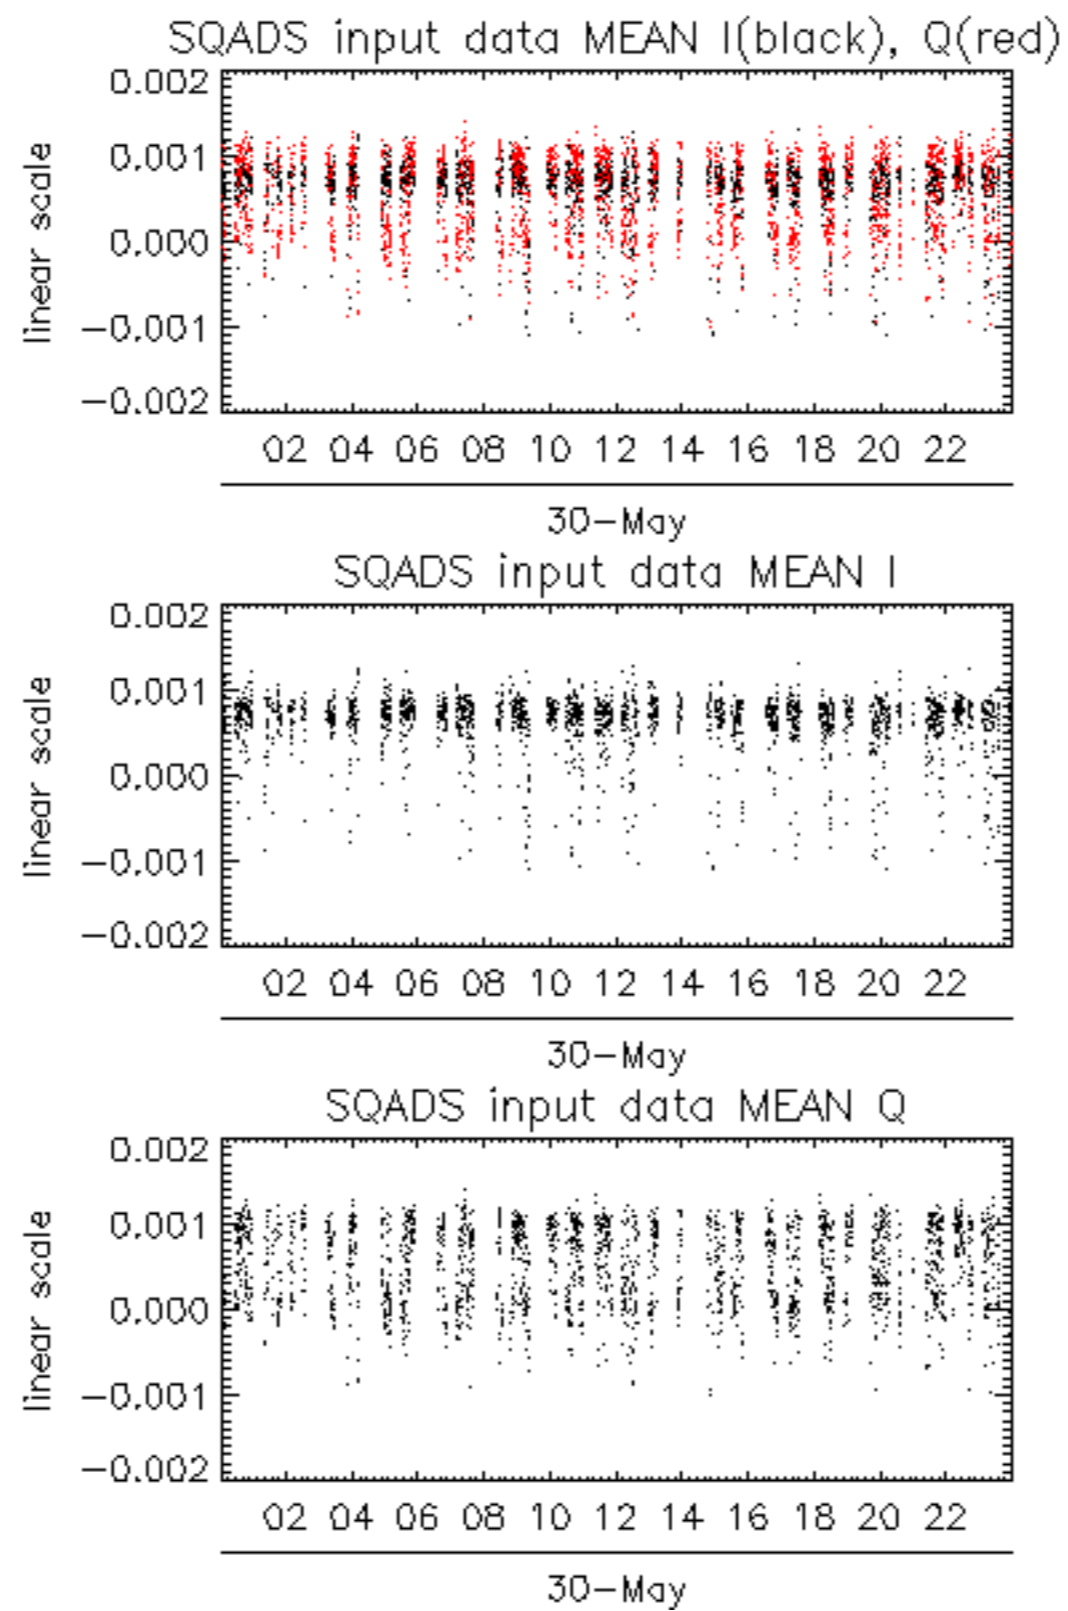 SQADS input data MEAN I(black), Q(red)
0.002
0.001
0.000
−0.001
−0.002
linear scale
02 04 06 08 10 12 14 16 18 20 22
30−May
SQADS input data MEAN I
0.002
0.001
0.000
−0.001
−0.002
linear scale
02 04 06 08 10 12 14 16 18 20 22
30−May
SQADS input data MEAN Q
0.002
0.001
0.000
−0.001
−0.002
linear scale
02 04 06 08 10 12 14 16 18 20 22
30−May